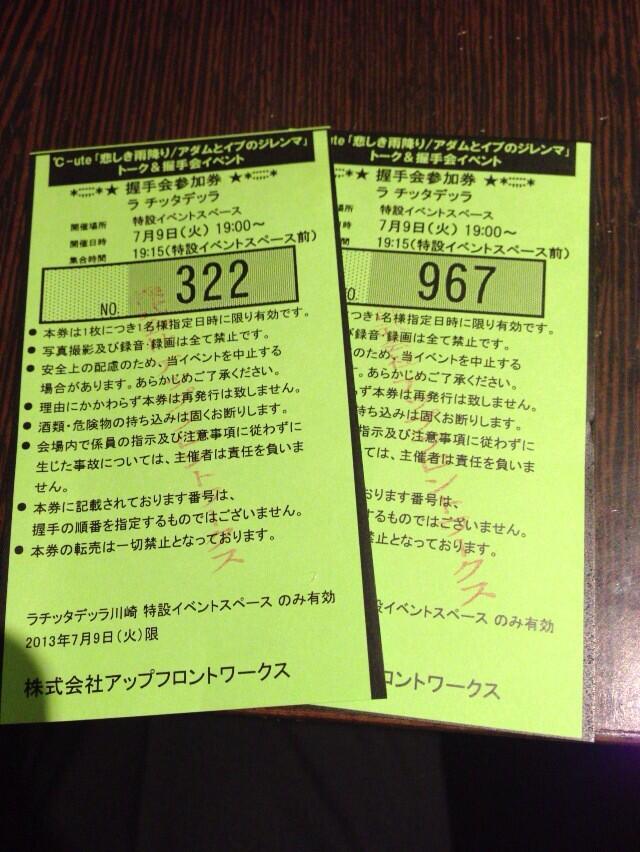 ℃-ute「悲しき雨降り/アダムとイブのジレンマ」
トーク＆握手会イベント
*:;;;:*★ 握手会参加券 ★*:;;;:*
ラ チッタデッラ
開催場所 特設イベントスペース
開催日時 7月9日(火) 19:00～
集合時間 19:15(特設イベントスペース前)
NO. 322
● 本券は1枚につき1名様指定日時に限り有効です。
● 写真撮影及び録音・録画は全て禁止です。
● 安全上の配慮のため、当イベントを中止する
場合があります。あらかじめご了承ください。
● 理由にかかわらず本券は再発行は致しません。
● 酒類・危険物の持ち込みは固くお断りします。
● 会場内で係員の指示及び注意事項に従わずに
生じた事故については、主催者は責任を負いま
せん。
● 本券に記載されております番号は、
握手の順番を指定するものではございません。
● 本券の転売は一切禁止となっております。
ラチッタデッラ川崎 特設イベントスペース のみ有効
2013年7月9日(火)限
株式会社アップフロントワークス
-ute「悲しき雨降り/アダムとイブのジレンマ」
トーク＆握手会イベント
*:;;;:*★ 握手会参加券 ★*:;;;:*
ラ チッタデッラ
場所 特設イベントスペース
時 7月9日(火) 19:00～
時間 19:15(特設イベントスペース前)
O. 967
につき1名様指定日時に限り有効です。
び録音・録画は全て禁止です。
のため、当イベントを中止する
す。あらかじめご了承ください。
らず本券は再発行は致しません。
持ち込みは固くお断りします。
指示及び注意事項に従わずに
ては、主催者は責任を負いま
おります番号は、
するものではございません。
禁止となっております。
設イベントスペース のみ有効
ロントワークス